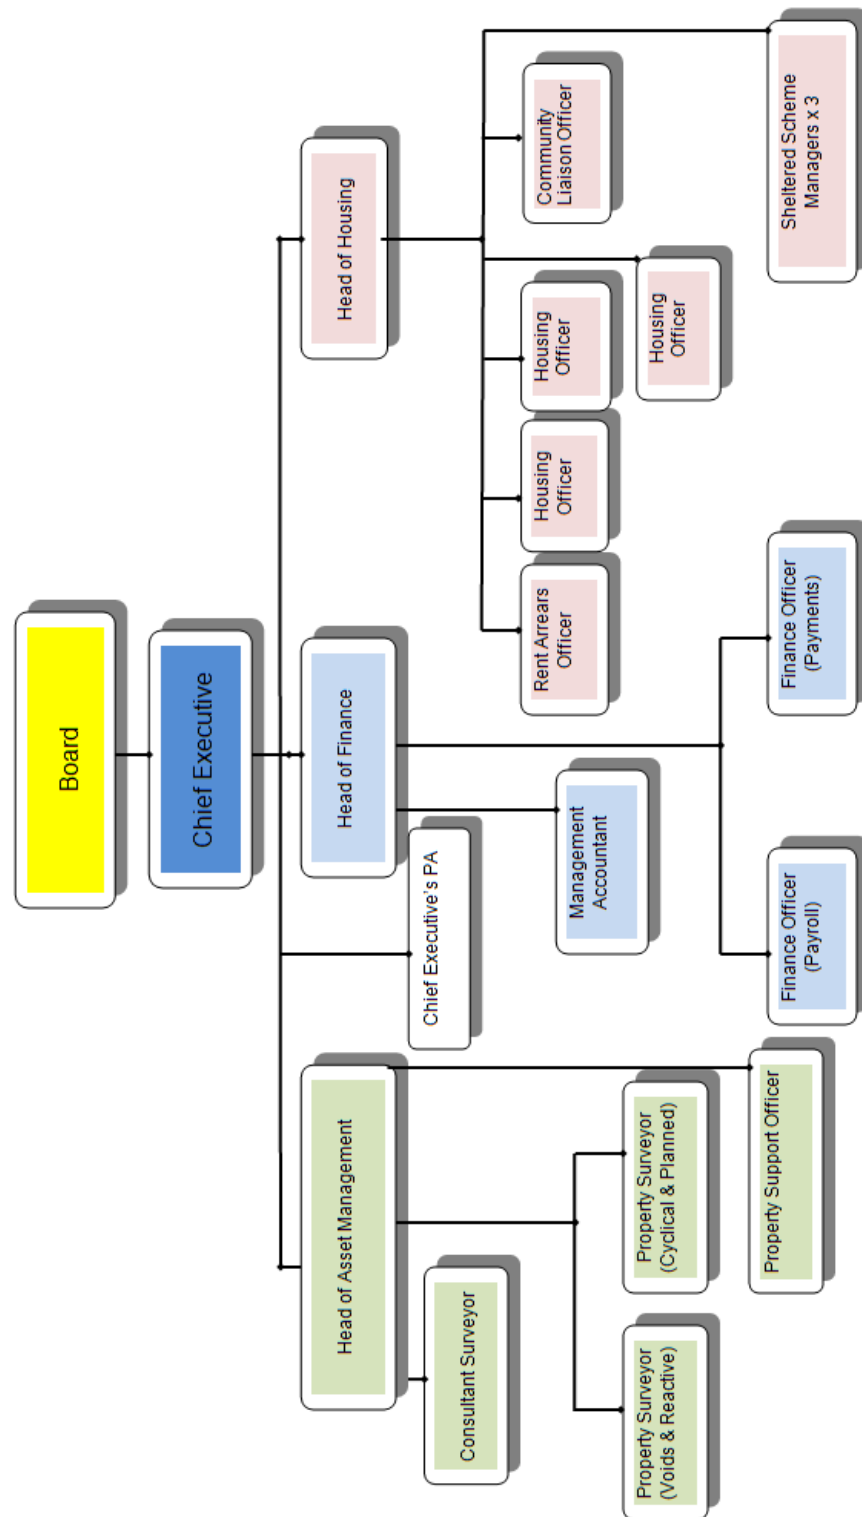 Board
Chief Executive
Head of Asset Management
Head of Finance
Head of Housing
Chief Executive's PA
Consultant Surveyor
Property Surveyor
(Voids & Reactive)
Property Surveyor
(Cyclical & Planned)
Property Support Officer
Management
Accountant
Finance Officer
(Payroll)
Finance Officer
(Payments)
Rent Arrears
Officer
Housing
Officer
Housing
Officer
Housing
Officer
Community
Liaison Officer
Sheltered Scheme
Managers x 3